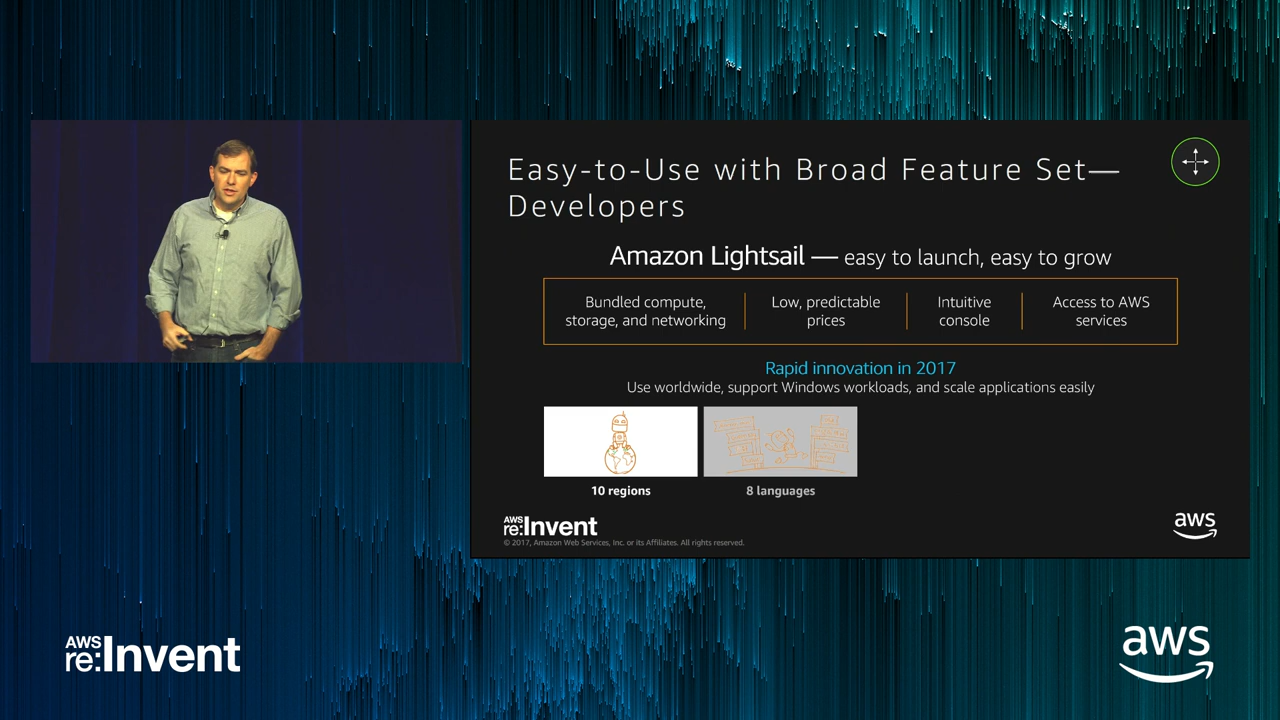 Easy-to-Use with Broad Feature Set—
Developers
Amazon Lightsail — easy to launch, easy to grow
Bundled compute,
storage, and networking
Low, predictable
prices
Intuitive
console
Access to AWS
services
Rapid innovation in 2017
Use worldwide, support Windows workloads, and scale applications easily
10 regions
8 languages
AWS
re:Invent
© 2017, Amazon Web Services, Inc. or its Affiliates. All rights reserved.
aws
AWS
re:Invent
aws